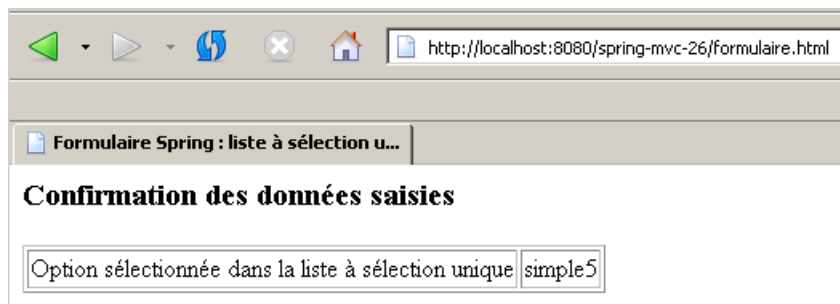 http://localhost:8080/spring-mvc-26/formulaire.html
Formulaire Spring : liste à sélection u...
Confirmation des données saisies
Option sélectionnée dans la liste à sélection unique simple5